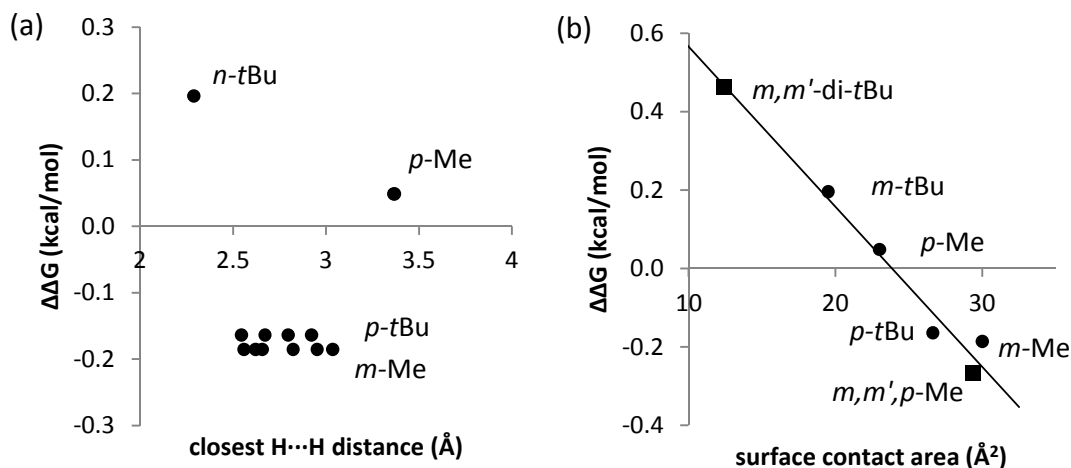 (a)
0.3
0.2
0.1
0.0
-0.1
-0.2
-0.3
2
2.5
3
3.5
4
n-tBu
p-Me
p-tBu
m-Me
ΔΔG (kcal/mol)
closest H···H distance (Å)
(b)
0.6
0.4
0.2
0.0
-0.2
-0.4
10
20
30
m,m'-di-tBu
m-tBu
p-Me
p-tBu
m-Me
m,m',p-Me
ΔΔG (kcal/mol)
surface contact area (Å²)